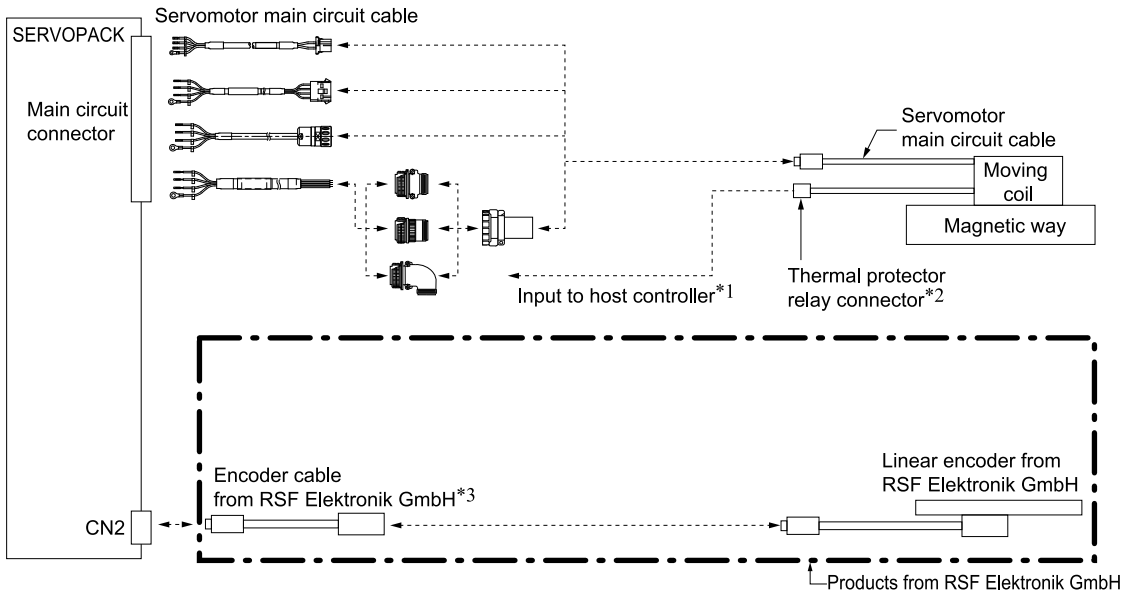 Servomotor main circuit cable
SERVOPACK
Main circuit
connector
Servomotor
main circuit cable
Moving
coil
Magnetic way
Thermal protector
relay connector*2
Input to host controller*1
Encoder cable
from RSF Elektronik GmbH*3
Linear encoder from
RSF Elektronik GmbH
CN2
Products from RSF Elektronik GmbH